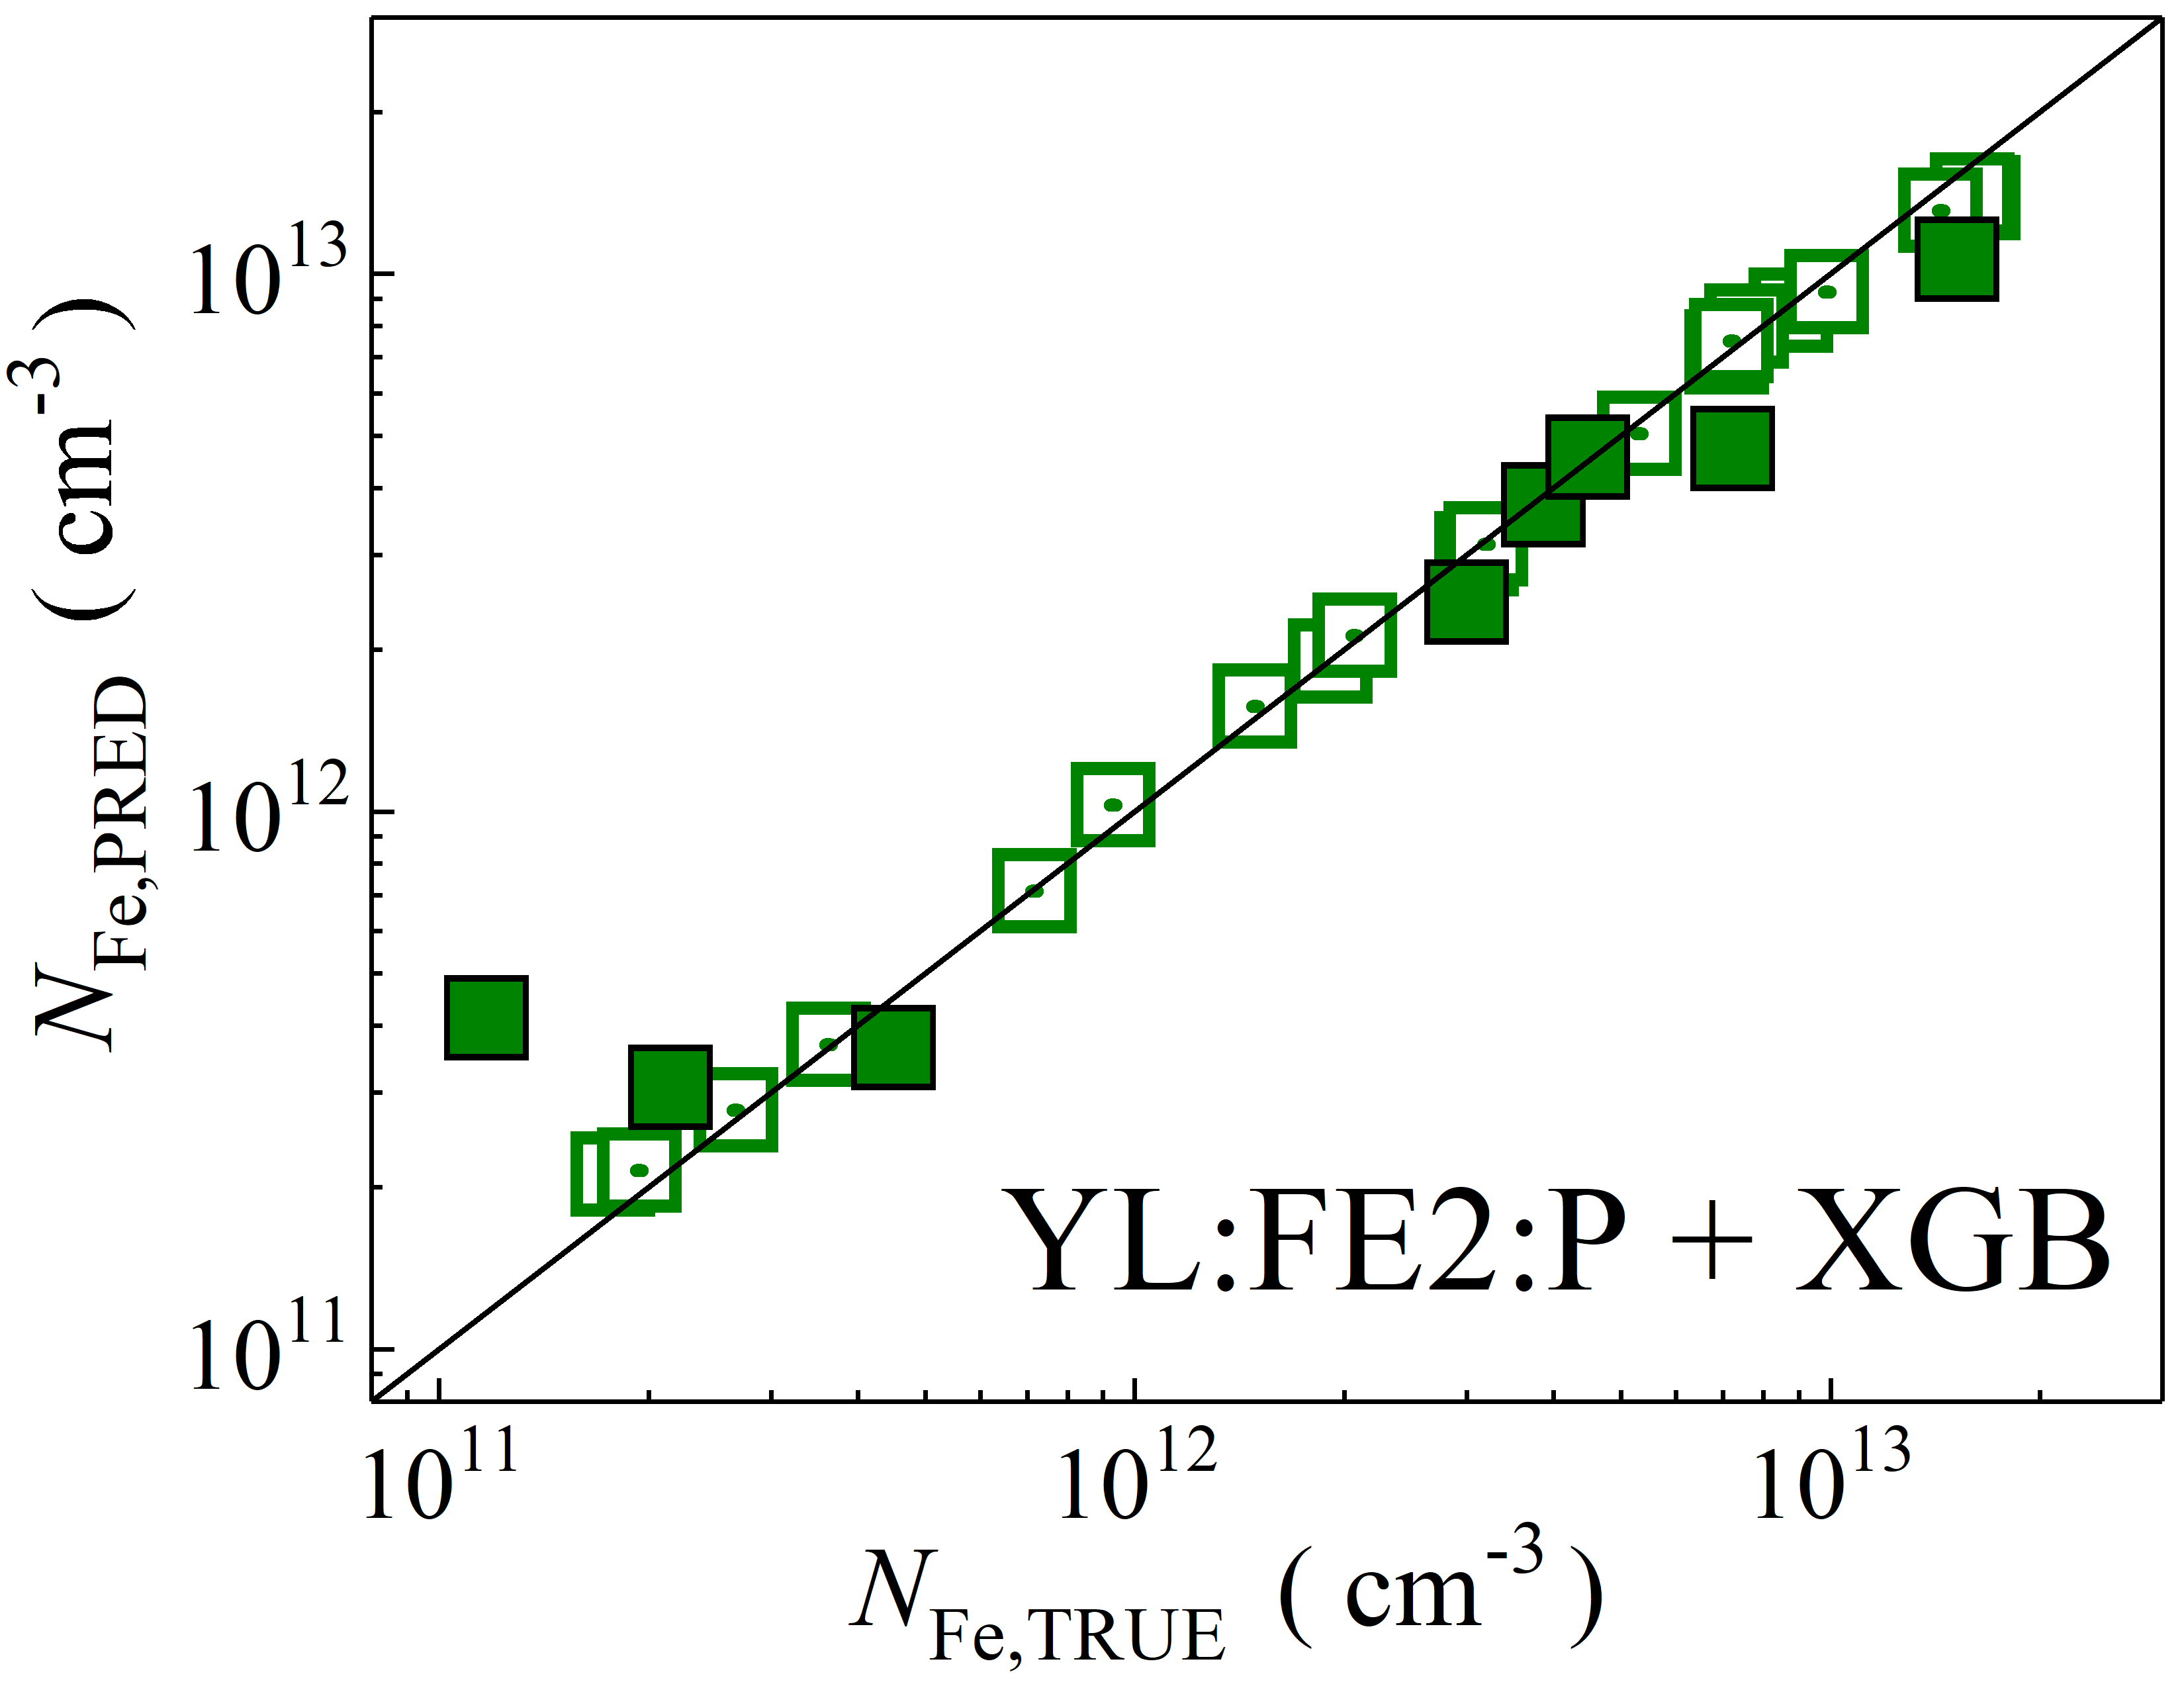 N_Fe,PRED ( cm^-3 )
10^13
10^12
10^11
YL:FE2:P + XGB
10^11 10^12 10^13
N_Fe,TRUE ( cm^-3 )